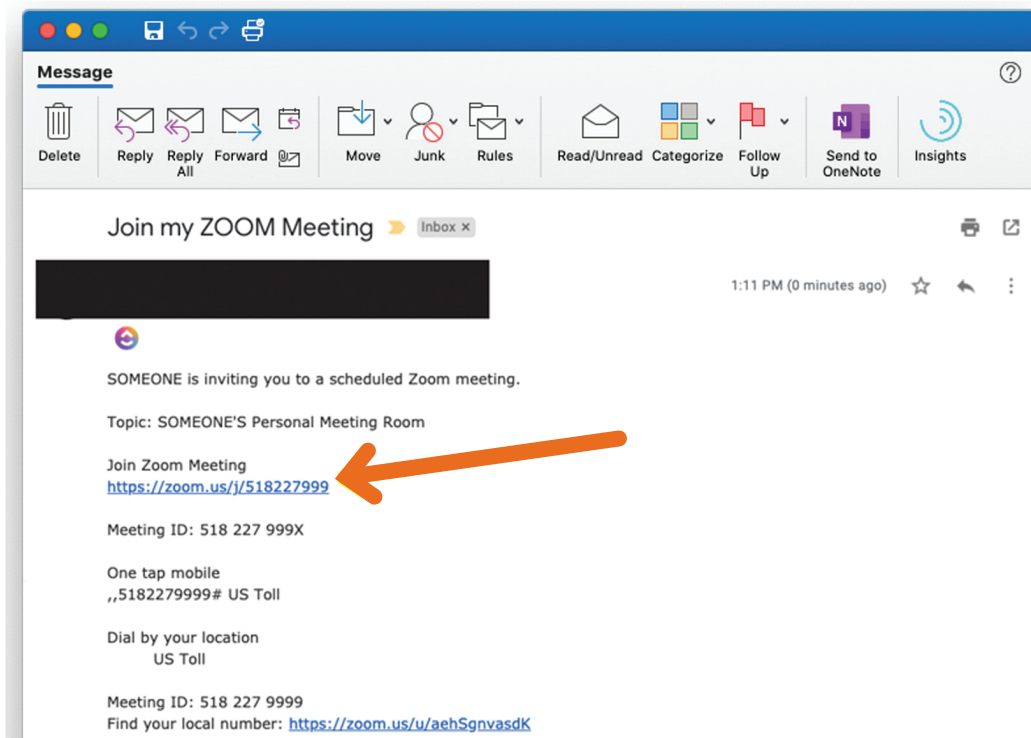 Message
Delete
Reply
Reply All
Forward
Move
Junk
Rules
Read/Unread
Categorize
Follow Up
N
Send to OneNote
Insights
Join my ZOOM Meeting
Inbox ×
1:11 PM (0 minutes ago)
SOMEONE is inviting you to a scheduled Zoom meeting.
Topic: SOMEONE'S Personal Meeting Room
Join Zoom Meeting
https://zoom.us/j/518227999
Meeting ID: 518 227 999X
One tap mobile
,,5182279999# US Toll
Dial by your location
US Toll
Meeting ID: 518 227 9999
Find your local number: https://zoom.us/u/aehSgnvasdK